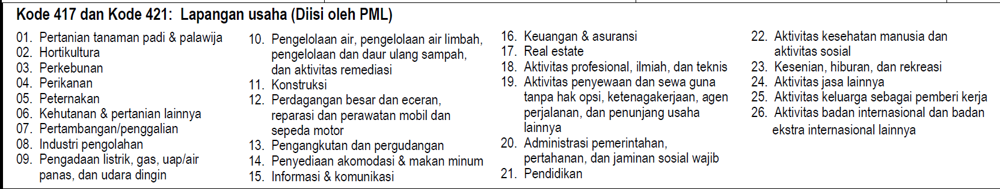 Kode 417 dan Kode 421: Lapangan usaha (Diisi oleh PML)
01. Pertanian tanaman padi & palawija
02. Hortikultura
03. Perkebunan
04. Perikanan
05. Peternakan
06. Kehutanan & pertanian lainnya
07. Pertambangan/penggalian
08. Industri pengolahan
09. Pengadaan listrik, gas, uap/air
panas, dan udara dingin
10. Pengelolaan air, pengelolaan air limbah,
pengelolaan dan daur ulang sampah,
dan aktivitas remediasi
11. Konstruksi
12. Perdagangan besar dan eceran,
reparasi dan perawatan mobil dan
sepeda motor
13. Pengangkutan dan pergudangan
14. Penyediaan akomodasi & makan minum
15. Informasi & komunikasi
16. Keuangan & asuransi
17. Real estate
18. Aktivitas profesional, ilmiah, dan teknis
19. Aktivitas penyewaan dan sewa guna
tanpa hak opsi, ketenagakerjaan, agen
perjalanan, dan penunjang usaha
lainnya
20. Administrasi pemerintahan,
pertahanan, dan jaminan sosial wajib
21. Pendidikan
22. Aktivitas kesehatan manusia dan
aktivitas sosial
23. Kesenian, hiburan, dan rekreasi
24. Aktivitas jasa lainnya
25. Aktivitas keluarga sebagai pemberi kerja
26. Aktivitas badan internasional dan badan
ekstra internasional lainnya